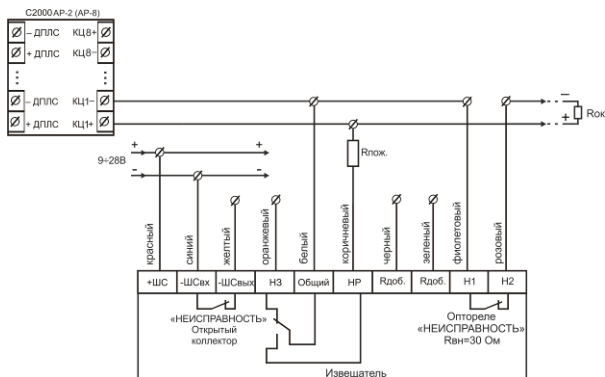 С2000 АР-2 (АР-8)
– ДПЛС КЦ8+
+ ДПЛС КЦ8–
– ДПЛС КЦ1–
+ ДПЛС КЦ1+
–
+
Rок
+
9÷28В
-
+
-
Rпож.
красный
синий
желтый
оранжевый
белый
коричневый
черный
зеленый
фиолетовый
розовый
+ШС -ШСвх -ШСвых НЗ Общий НР Rдоб. Rдоб. Н1 Н2
«НЕИСПРАВНОСТЬ»
Открытый
коллектор
Оптореле
«НЕИСПРАВНОСТЬ»
Rвн=30 Ом
Извещатель